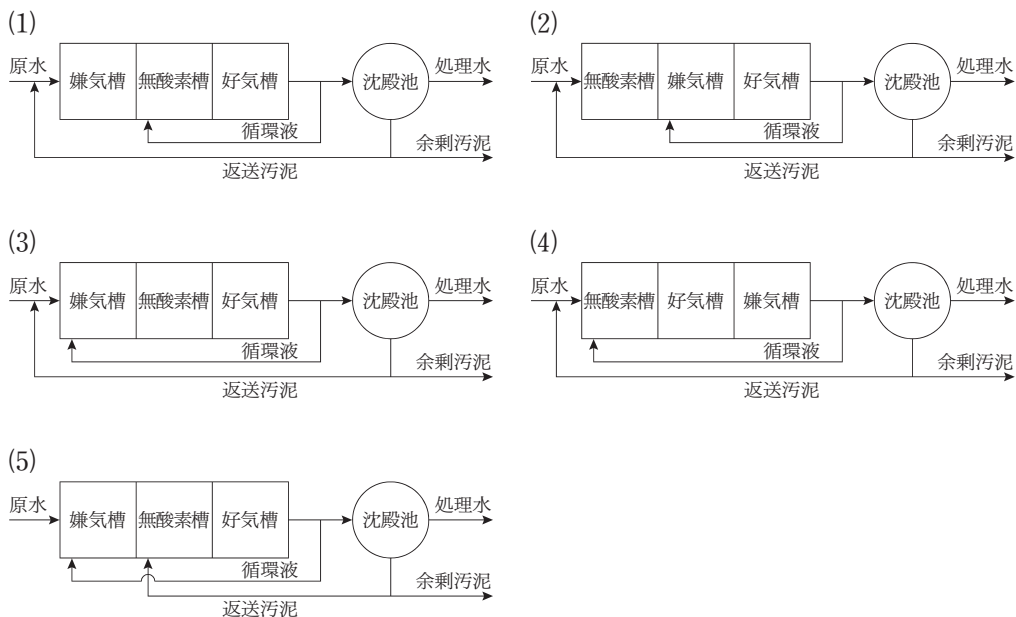 (1)
原水
嫌気槽
無酸素槽
好気槽
沈殿池
処理水
循環液
余剰汚泥
返送汚泥
(2)
原水
無酸素槽
嫌気槽
好気槽
沈殿池
処理水
循環液
余剰汚泥
返送汚泥
(3)
原水
嫌気槽
無酸素槽
好気槽
沈殿池
処理水
循環液
余剰汚泥
返送汚泥
(4)
原水
無酸素槽
好気槽
嫌気槽
沈殿池
処理水
循環液
余剰汚泥
返送汚泥
(5)
原水
嫌気槽
無酸素槽
好気槽
沈殿池
処理水
循環液
余剰汚泥
返送汚泥